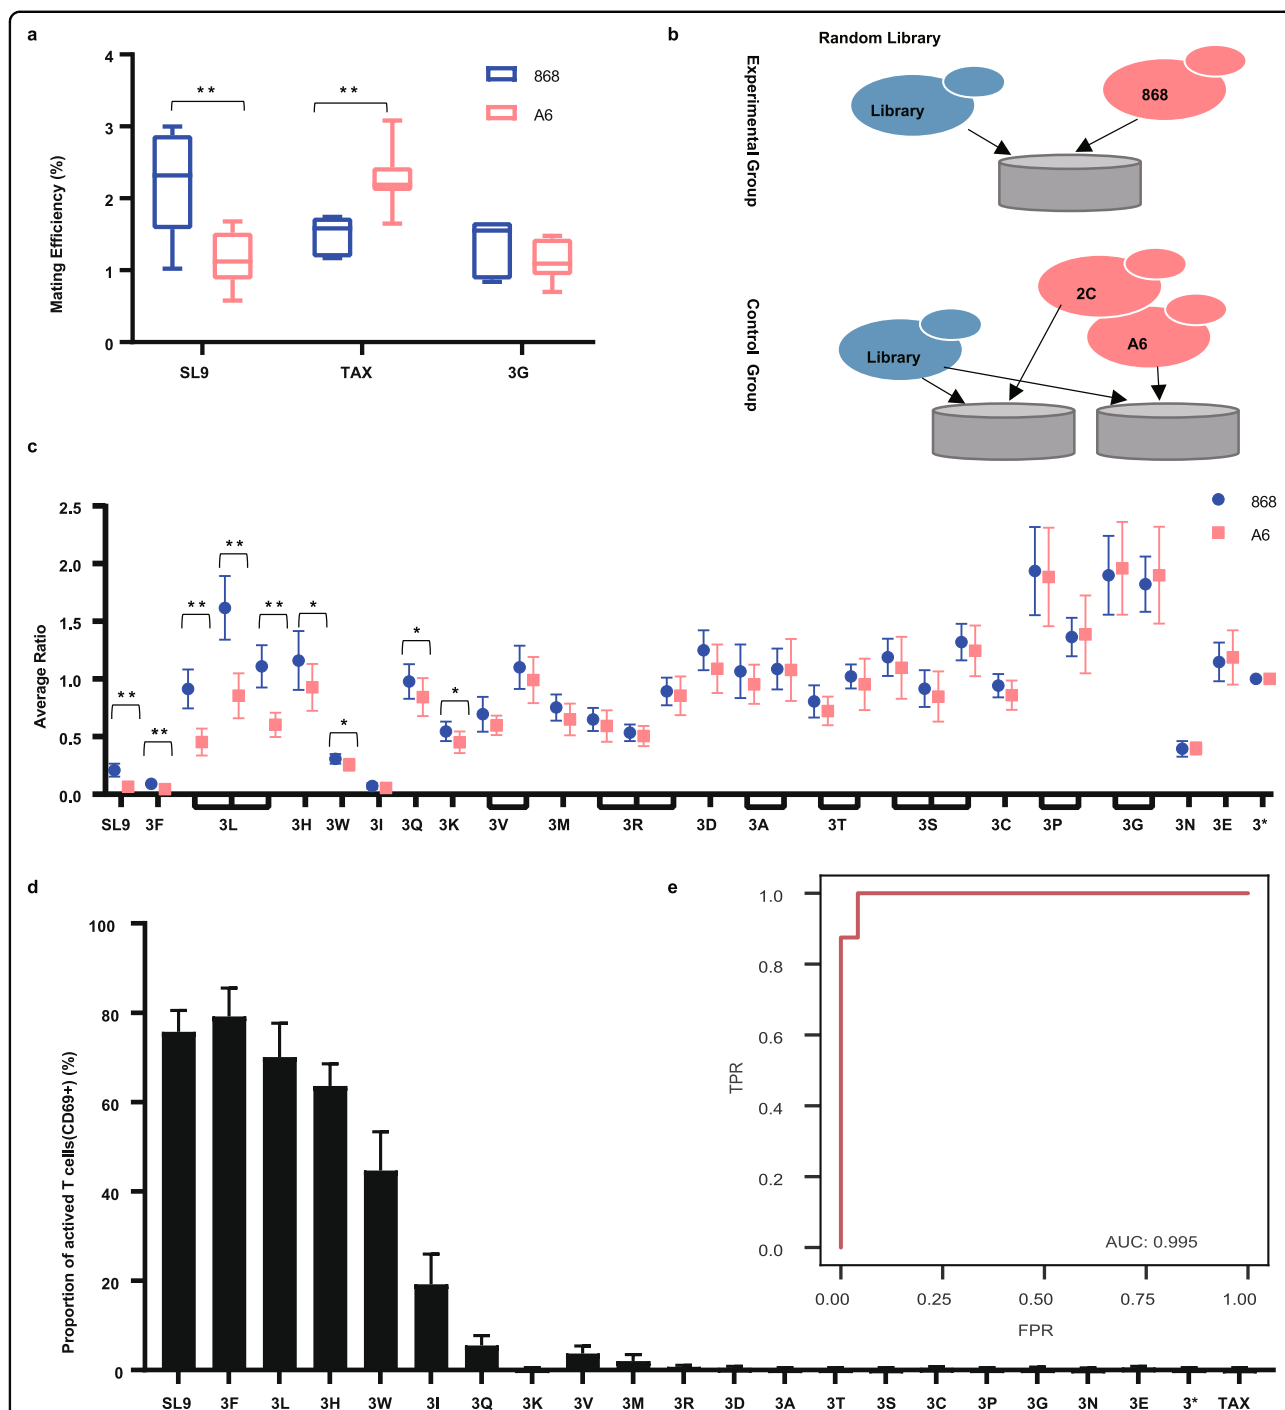 a
4
3
2
1
0
Mating Efficiency (%)
** **
868
A6
SL9 TAX 3G
b
Random Library
Experimental Group
Library
868
Control Group
Library
2C
A6
c
2.5
2.0
1.5
1.0
0.5
0.0
Average Ratio
** ** ** ** ** * * * *
868
A6
SL9 3F 3L 3H 3W 3I 3Q 3K 3V 3M 3R 3D 3A 3T 3S 3C 3P 3G 3N 3E 3*
d
100
80
60
40
20
0
Proportion of actived T cells(CD69+) (%)
SL9 3F 3L 3H 3W 3I 3Q 3K 3V 3M 3R 3D 3A 3T 3S 3C 3P 3G 3N 3E 3* TAX
e
1.0
0.8
0.6
0.4
0.2
0.0
TPR
AUC: 0.995
0.00 0.25 0.50 0.75 1.00
FPR